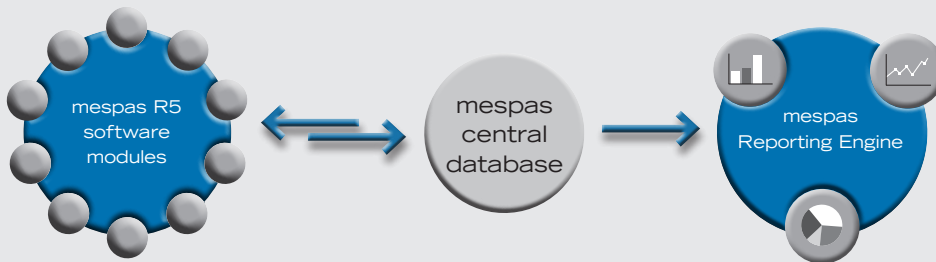 mespas R5
software
modules
mespas
central
database
mespas
Reporting Engine